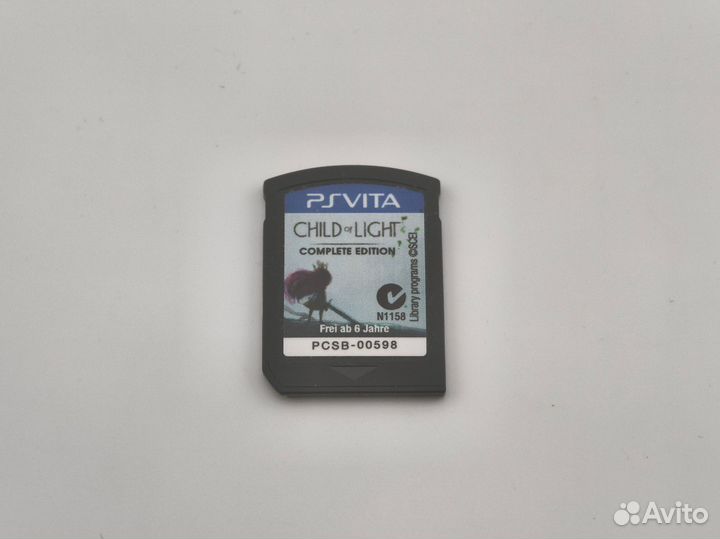 PSVITA
CHILD of LIGHT
COMPLETE EDITION
Library programs ©SCEI
N1158
Frei ab 6 Jahre
PCSB-00598
Avito